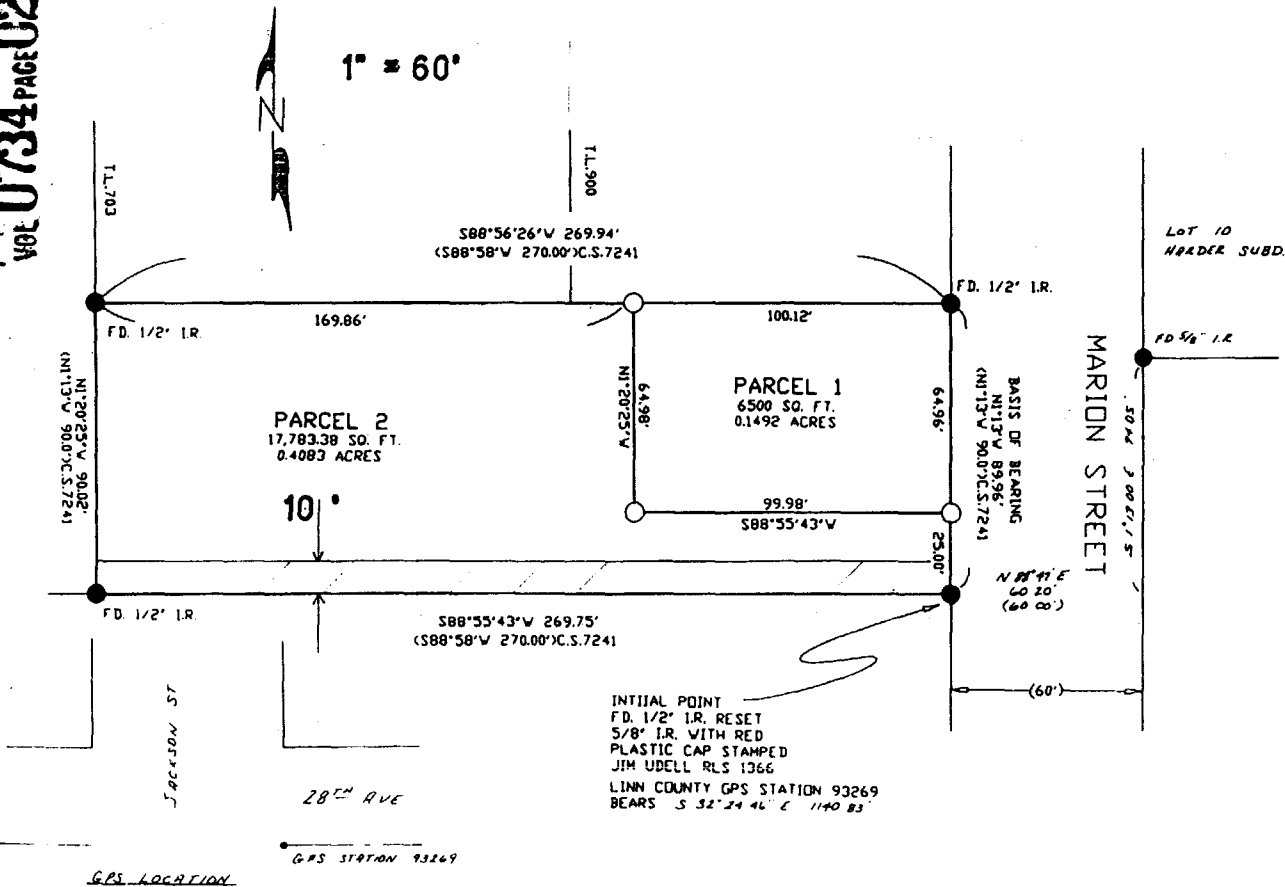 VOL 0734 PAGE 02
1" = 60'
T.L.703
T.L.900
S88°56'26"W 269.94'
(S88°58'W 270.00')C.S.7241
LOT 10
HARDER SUBD.
FD. 1/2" I.R.
FD. 1/2" I.R.
169.86'
100.12'
FD 5/8" I.R
N1°20'25"W 90.02'
(N1°13'W 90.0')C.S.7241
PARCEL 2
17,783.38 SQ. FT.
0.4083 ACRES
N1°20'25"W
64.98'
PARCEL 1
6500 SQ. FT.
0.1492 ACRES
64.96'
BASIS OF BEARING
N1°13'W 89.96'
(N1°13'W 90.0')C.S.7241
MARION STREET
10'
99.98'
S88°55'43"W
25.00'
60.20'
(60.00')
FD. 1/2" I.R.
S88°55'43"W 269.75'
(S88°58'W 270.00')C.S.7241
(60')
INTIIAL POINT
FD. 1/2" I.R. RESET
5/8" I.R. WITH RED
PLASTIC CAP STAMPED
JIM UDELL RLS 1366
LINN COUNTY GPS STATION 93269
BEARS S 32°24'46" E 1140.83'
JACKSON ST
28TH AVE
GPS STATION 93269
GPS LOCATION